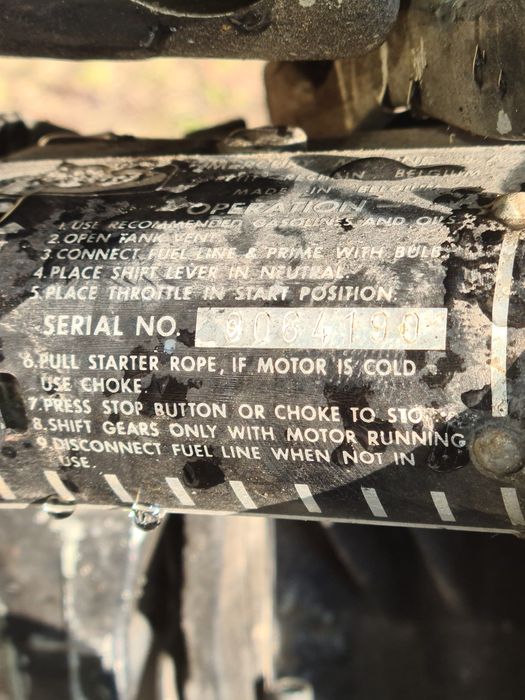 IN BELGIUM
MADE IN BELGIUM
OPERATION
1. USE RECOMMENDED GASOLINES AND OILS
2. OPEN TANK VENT
3. CONNECT FUEL LINE & PRIME WITH BULB
4. PLACE SHIFT LEVER IN NEUTRAL.
5. PLACE THROTTLE IN START POSITION.
SERIAL NO. 9064190
6. PULL STARTER ROPE, IF MOTOR IS COLD
USE CHOKE.
7. PRESS STOP BUTTON OR CHOKE TO STO
8. SHIFT GEARS ONLY WITH MOTOR RUNNING
9. DISCONNECT FUEL LINE WHEN NOT IN
USE.